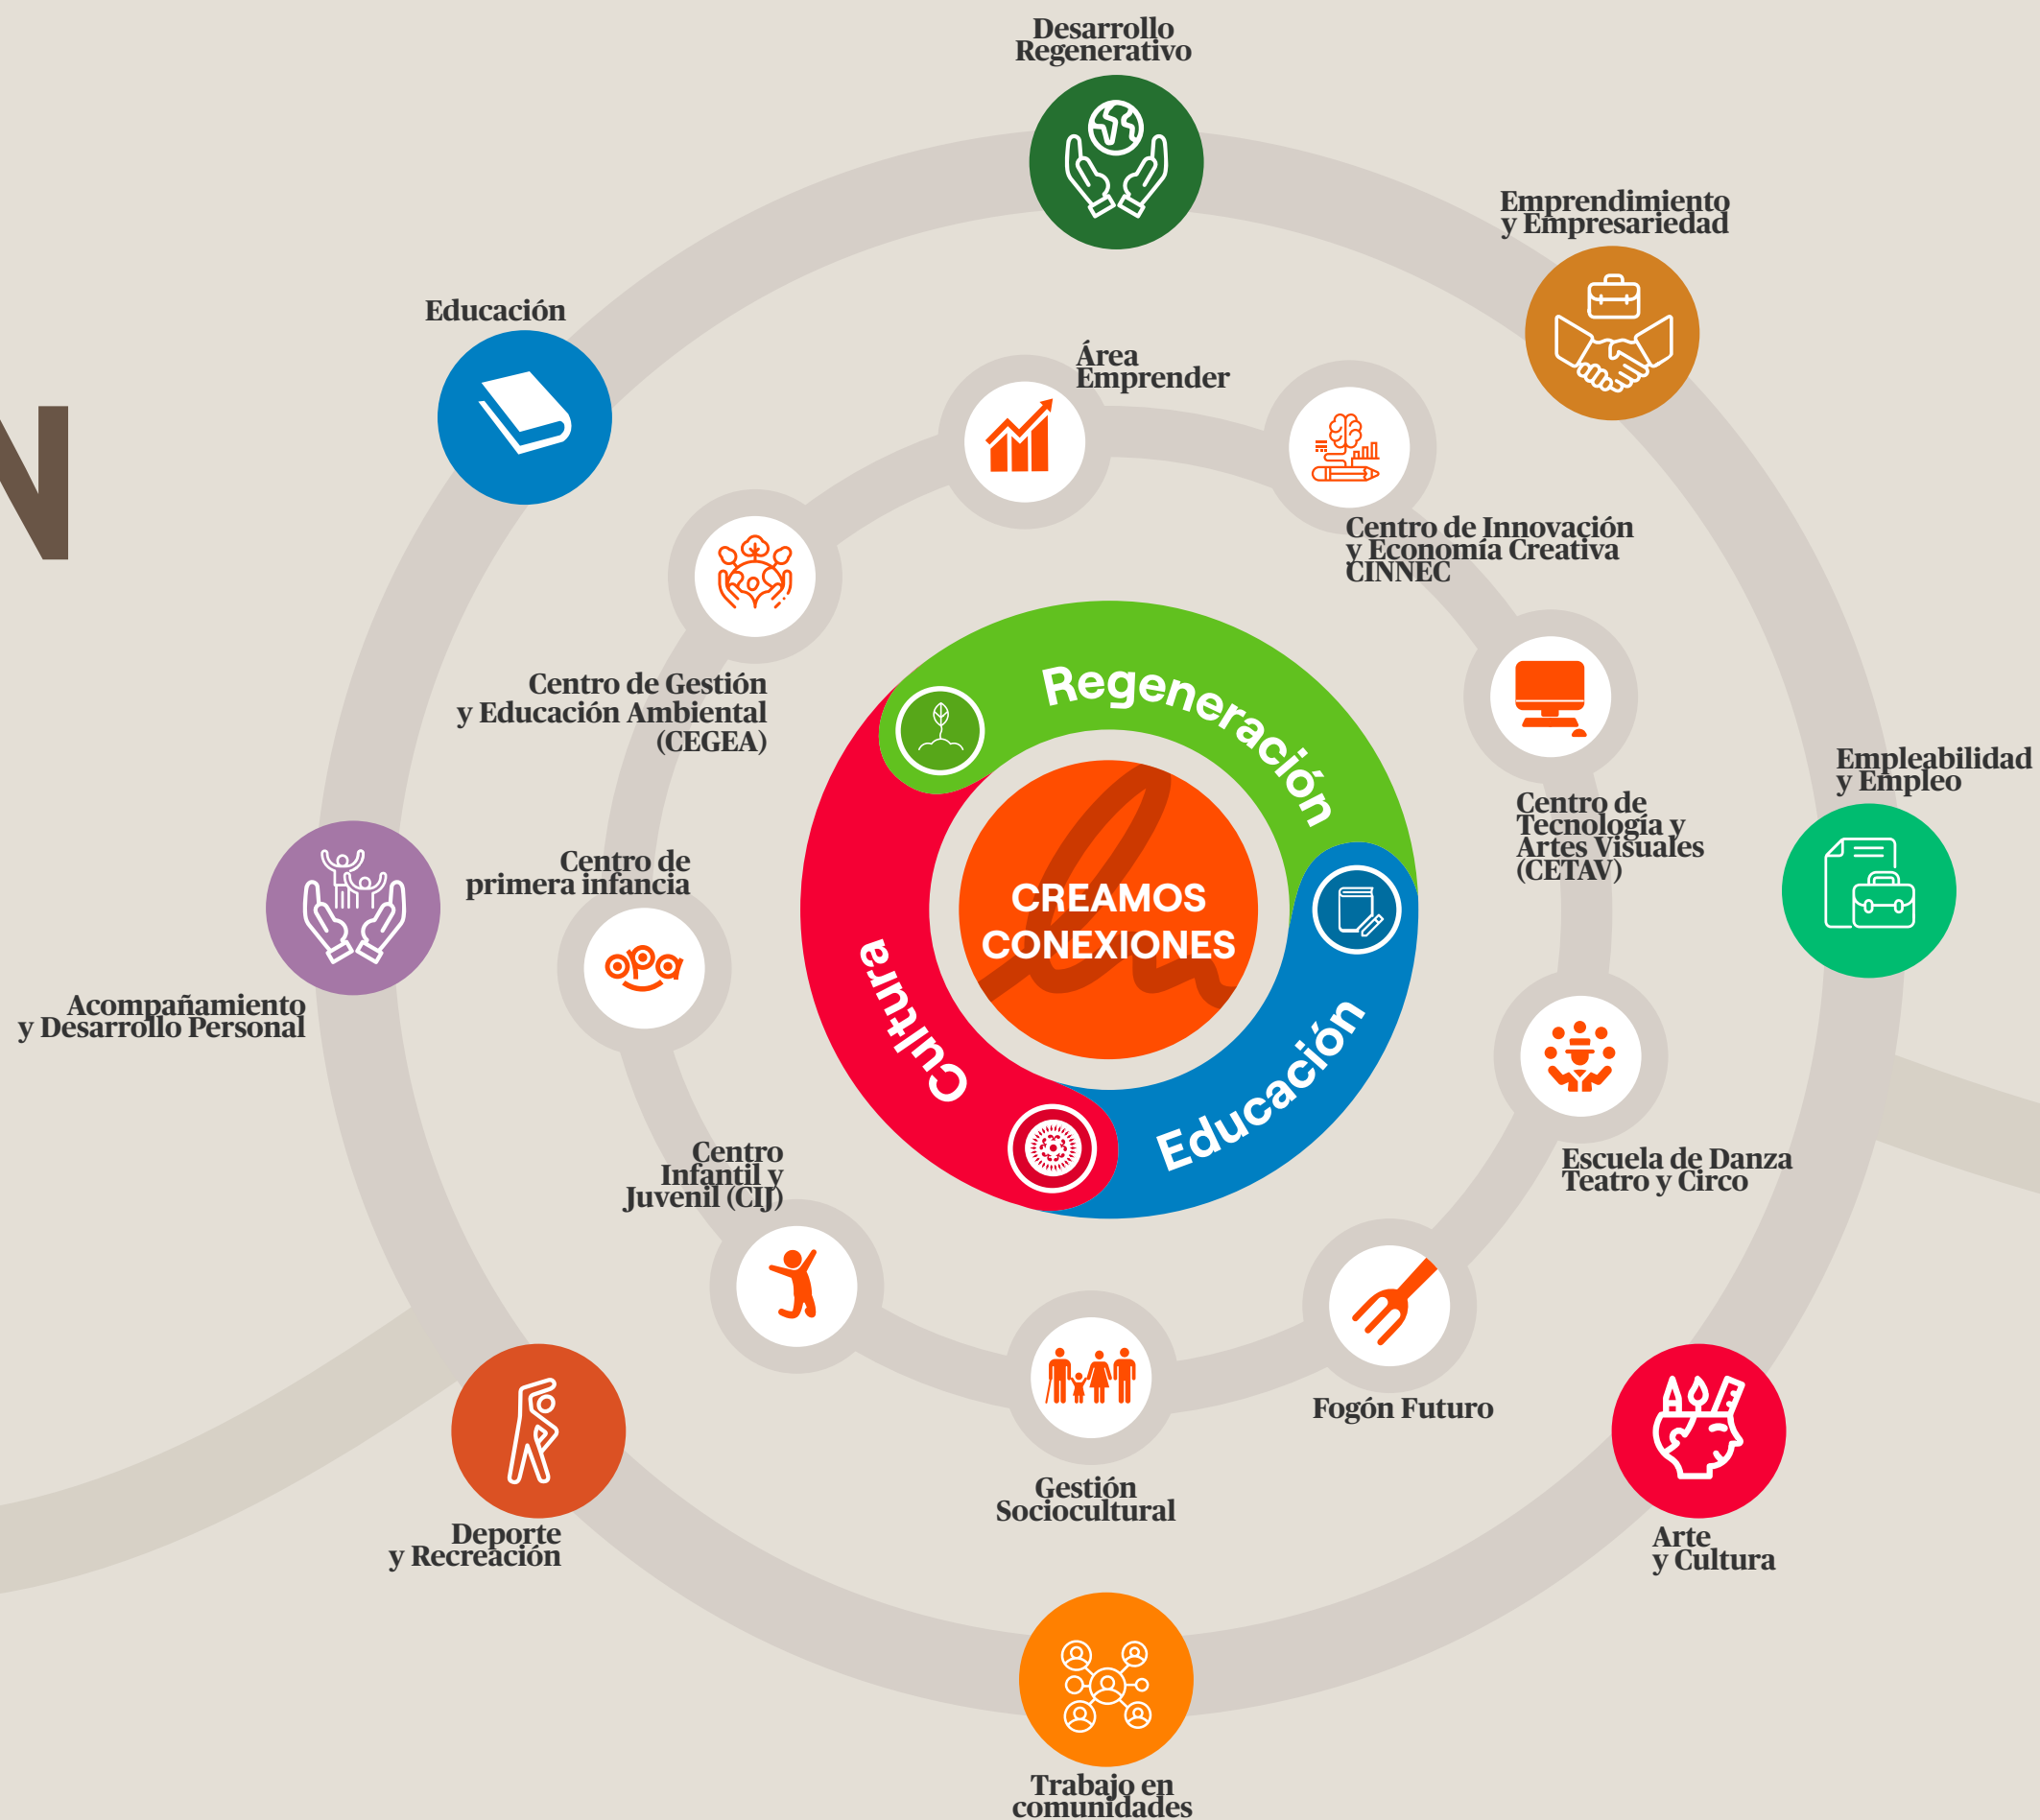 Desarrollo
Regenerativo
Emprendimiento
y Empresariedad
Educación
Área
Emprender
N
Centro de Innovación
y Economía Creativa
CINNEC
Centro de Gestión
y Educación Ambiental
(CEGEA)
Regeneración
Empleabilidad
y Empleo
Centro de
Tecnología y
Artes Visuales
(CETAV)
Centro de
primera infancia
CREAMOS
CONEXIONES
Cultura
Educación
Acompañamiento
y Desarrollo Personal
Centro
Infantil y
Juvenil (CIJ)
Escuela de Danza
Teatro y Circo
Fogón Futuro
Gestión
Sociocultural
Deporte
y Recreación
Arte
y Cultura
Trabajo en
comunidades